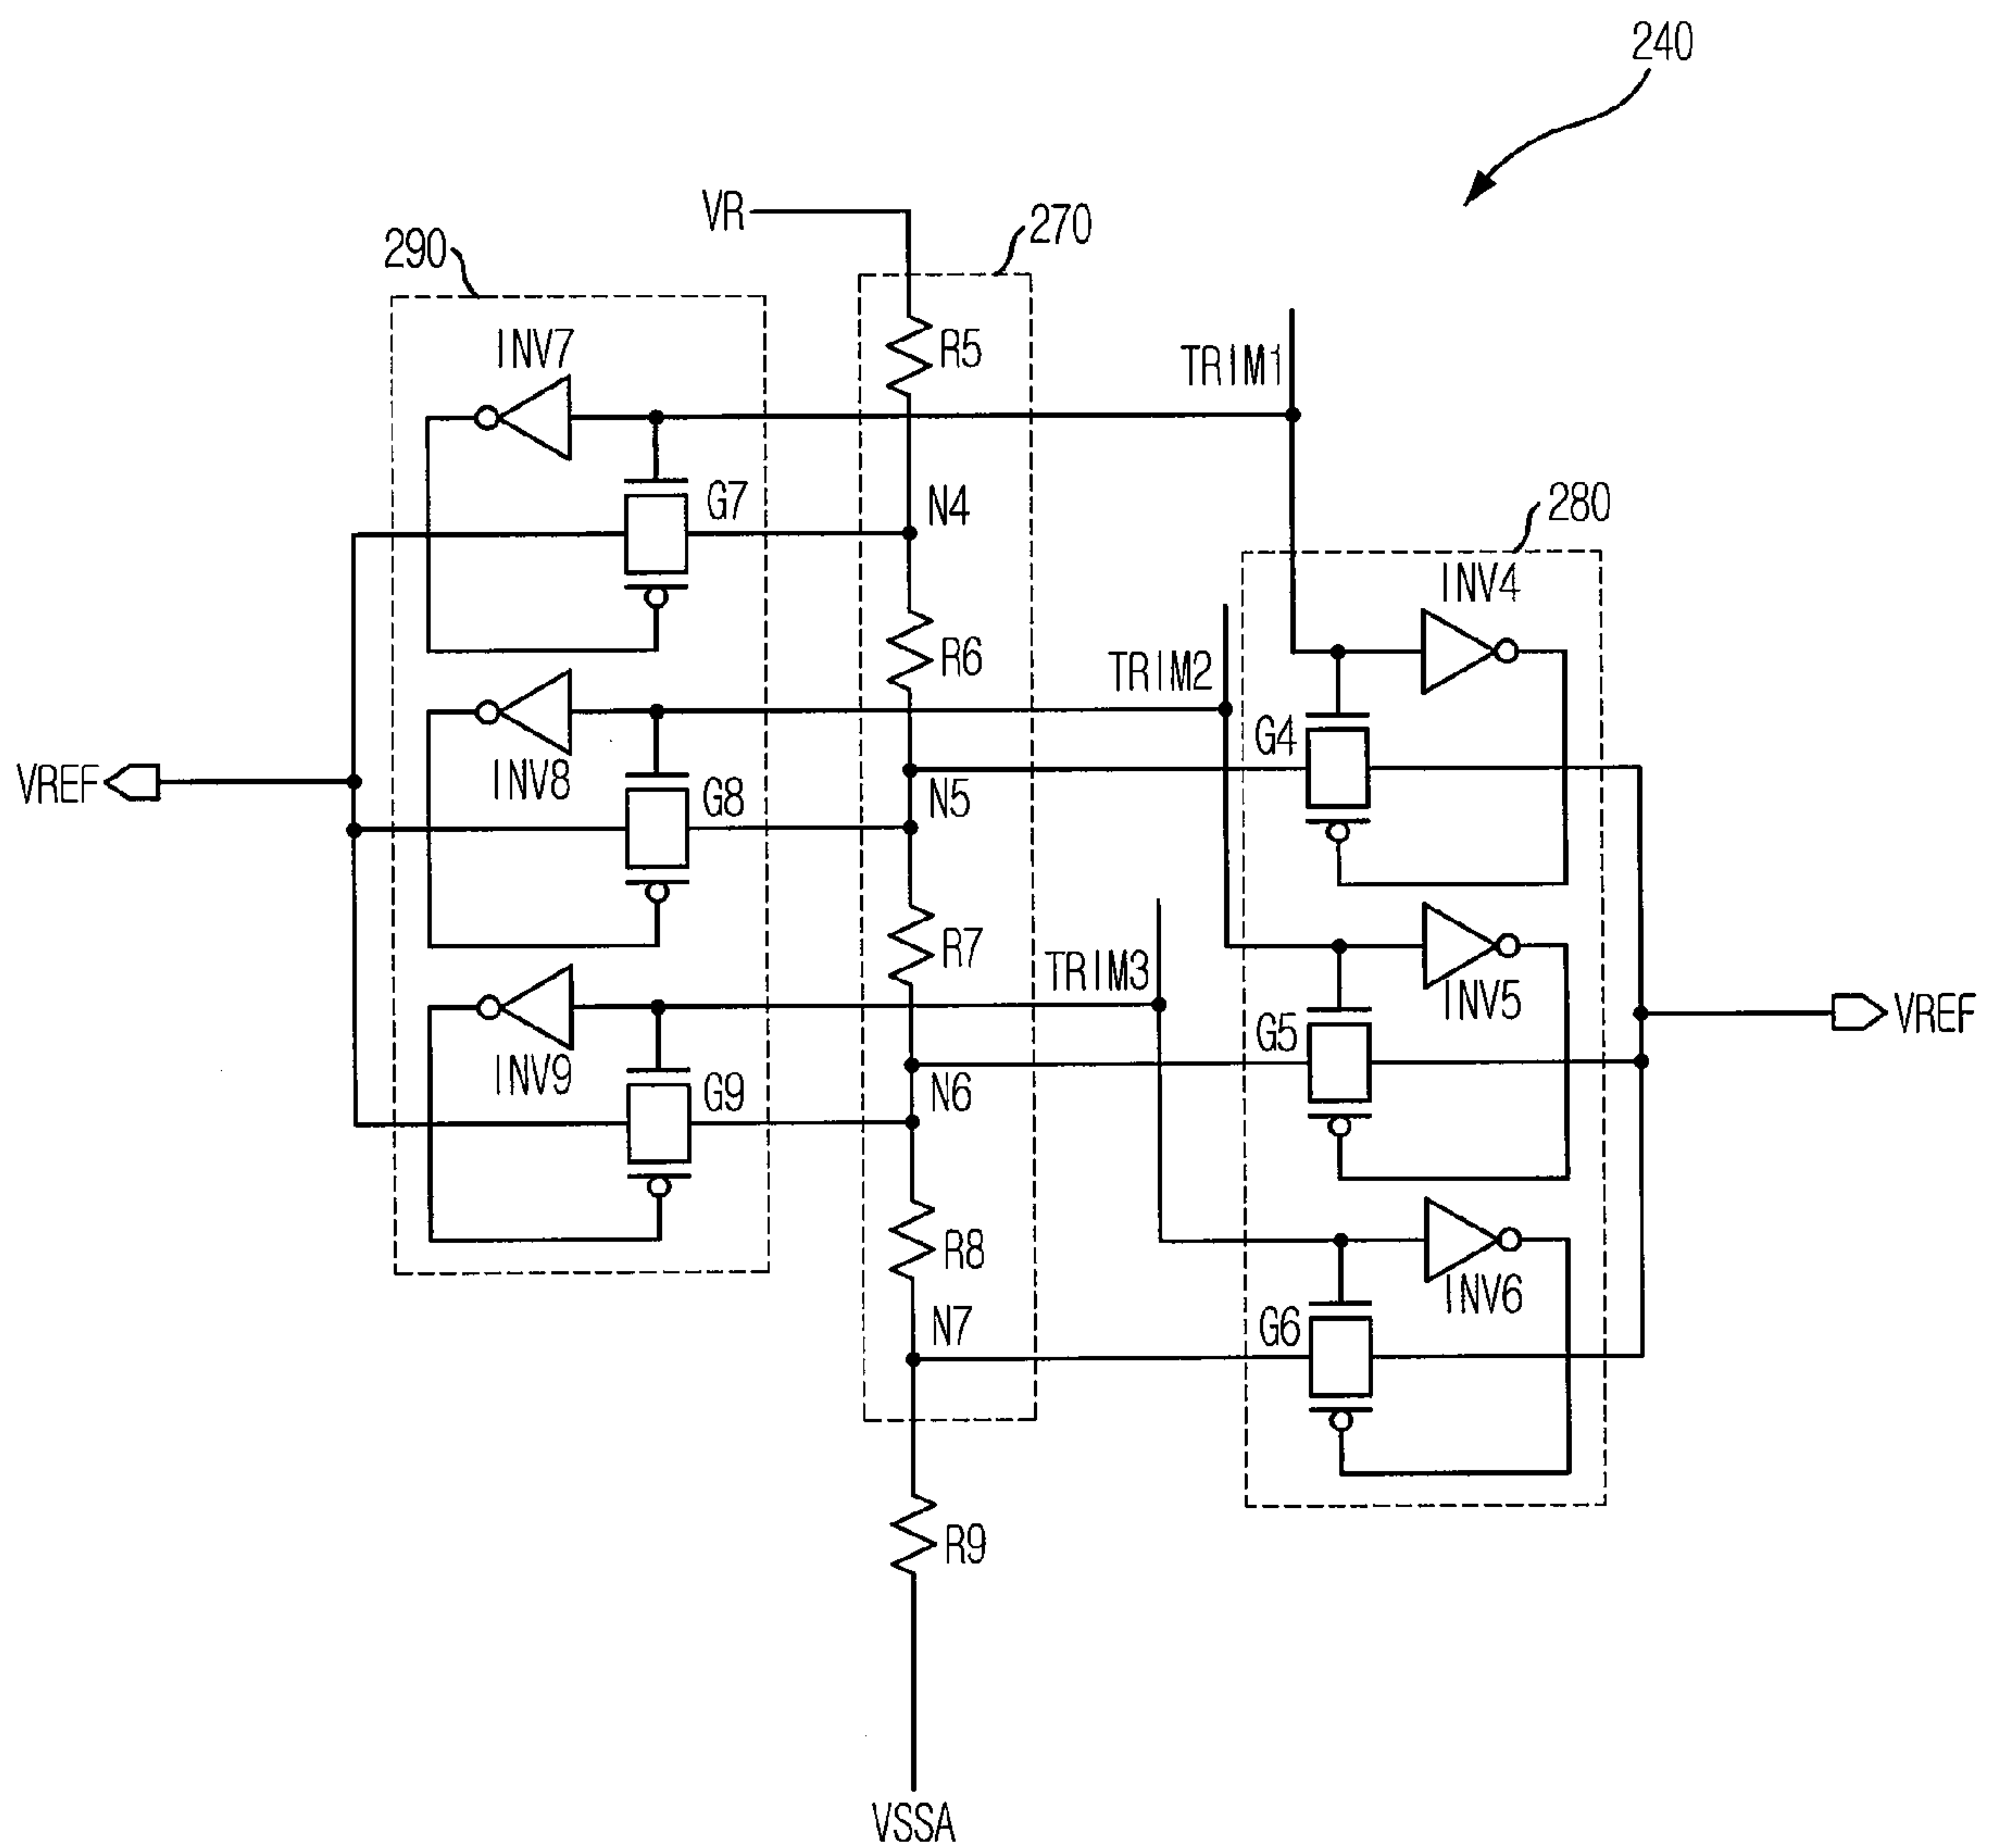 240
VR
270
290
INV7
R5
TRIM1
G7
N4
280
INV4
R6
TRIM2
G4
VREF
INV8
G8
N5
R7
TRIM3
INV5
VREF
G5
INV9
G9
N6
R8
INV6
N7
G6
R9
VSSA